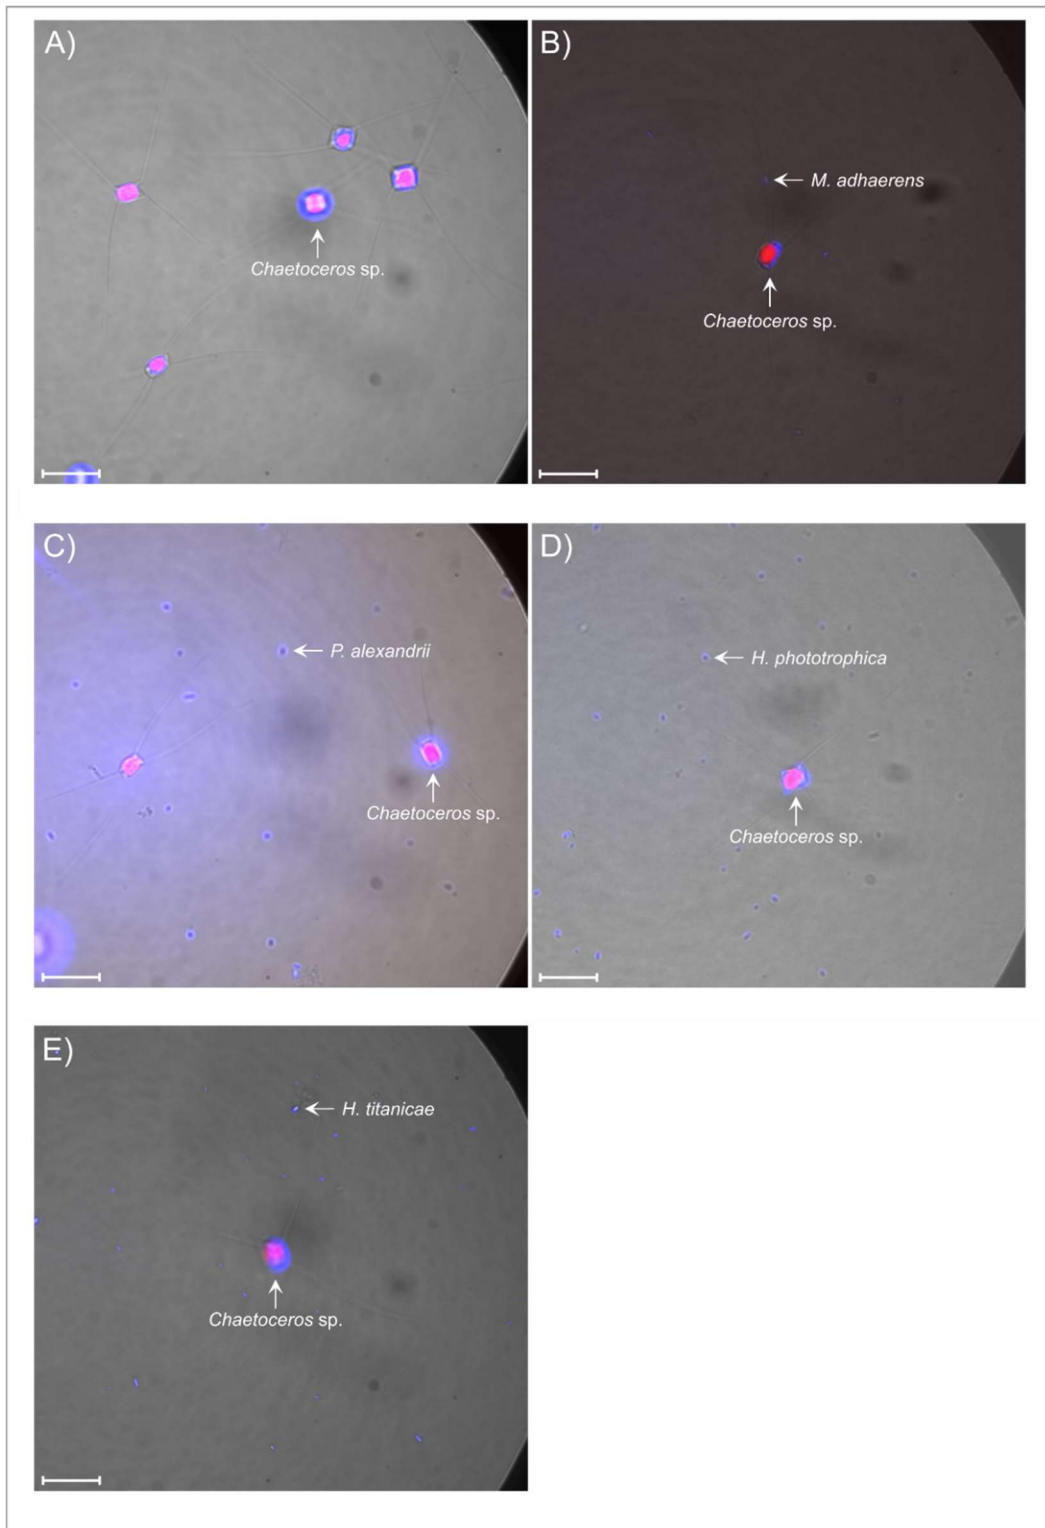 A)
Chaetoceros sp.
B)
M. adhaerens
Chaetoceros sp.
C)
P. alexandrii
Chaetoceros sp.
D)
H. phototrophica
Chaetoceros sp.
E)
H. titanicae
Chaetoceros sp.